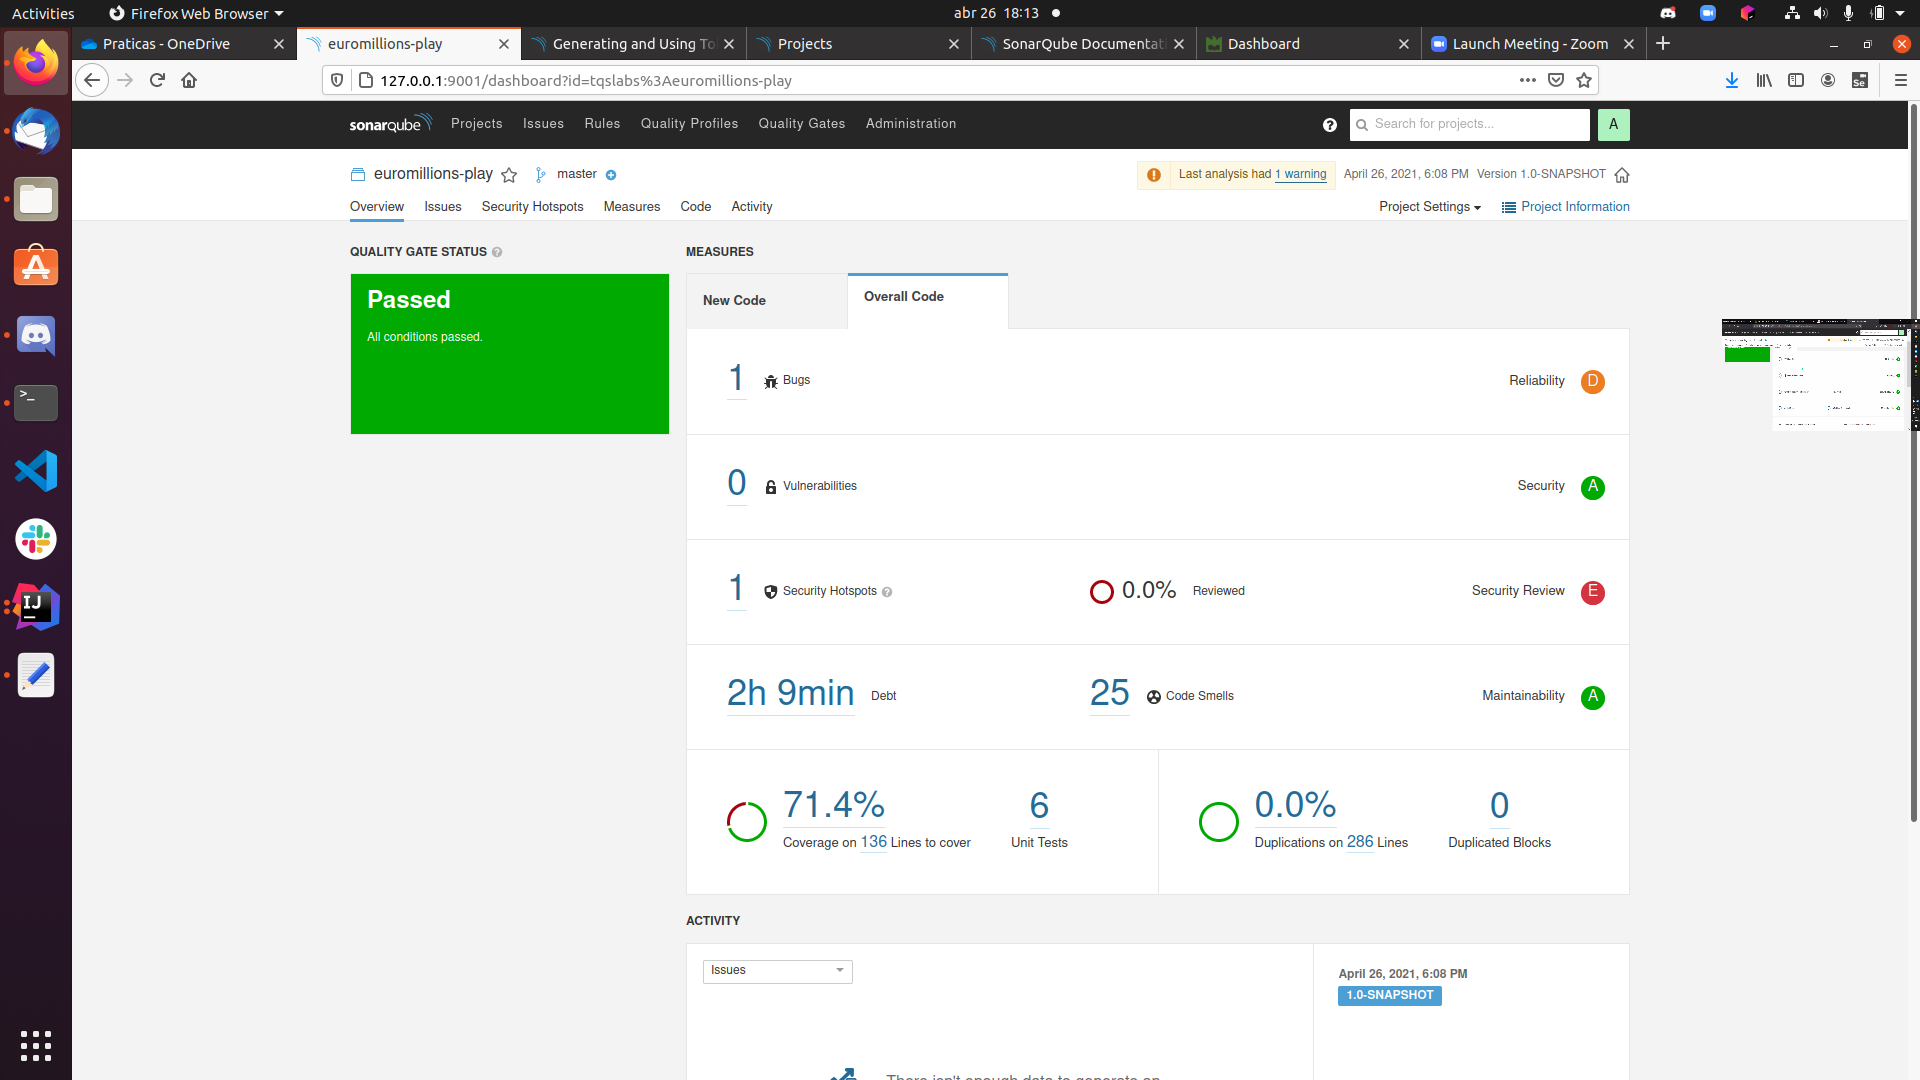 Activities Firefox Web Browser abr 26 18:13
Praticas - OneDrive euromillions-play Generating and Using To Projects SonarQube Documentat Dashboard Launch Meeting - Zoom
127.0.0.1:9001/dashboard?id=tqslabs%3Aeuromillions-play
sonarqube Projects Issues Rules Quality Profiles Quality Gates Administration Search for projects... A
euromillions-play master Last analysis had 1 warning April 26, 2021, 6:08 PM Version 1.0-SNAPSHOT
Overview Issues Security Hotspots Measures Code Activity Project Settings Project Information
QUALITY GATE STATUS
MEASURES
Passed
All conditions passed.
New Code Overall Code
1 Bugs Reliability D
0 Vulnerabilities Security A
1 Security Hotspots 0.0% Reviewed Security Review E
2h 9min Debt 25 Code Smells Maintainability A
71.4% 6 0.0% 0
Coverage on 136 Lines to cover Unit Tests Duplications on 286 Lines Duplicated Blocks
ACTIVITY
Issues
April 26, 2021, 6:08 PM
1.0-SNAPSHOT
There isn't enough data to generate an